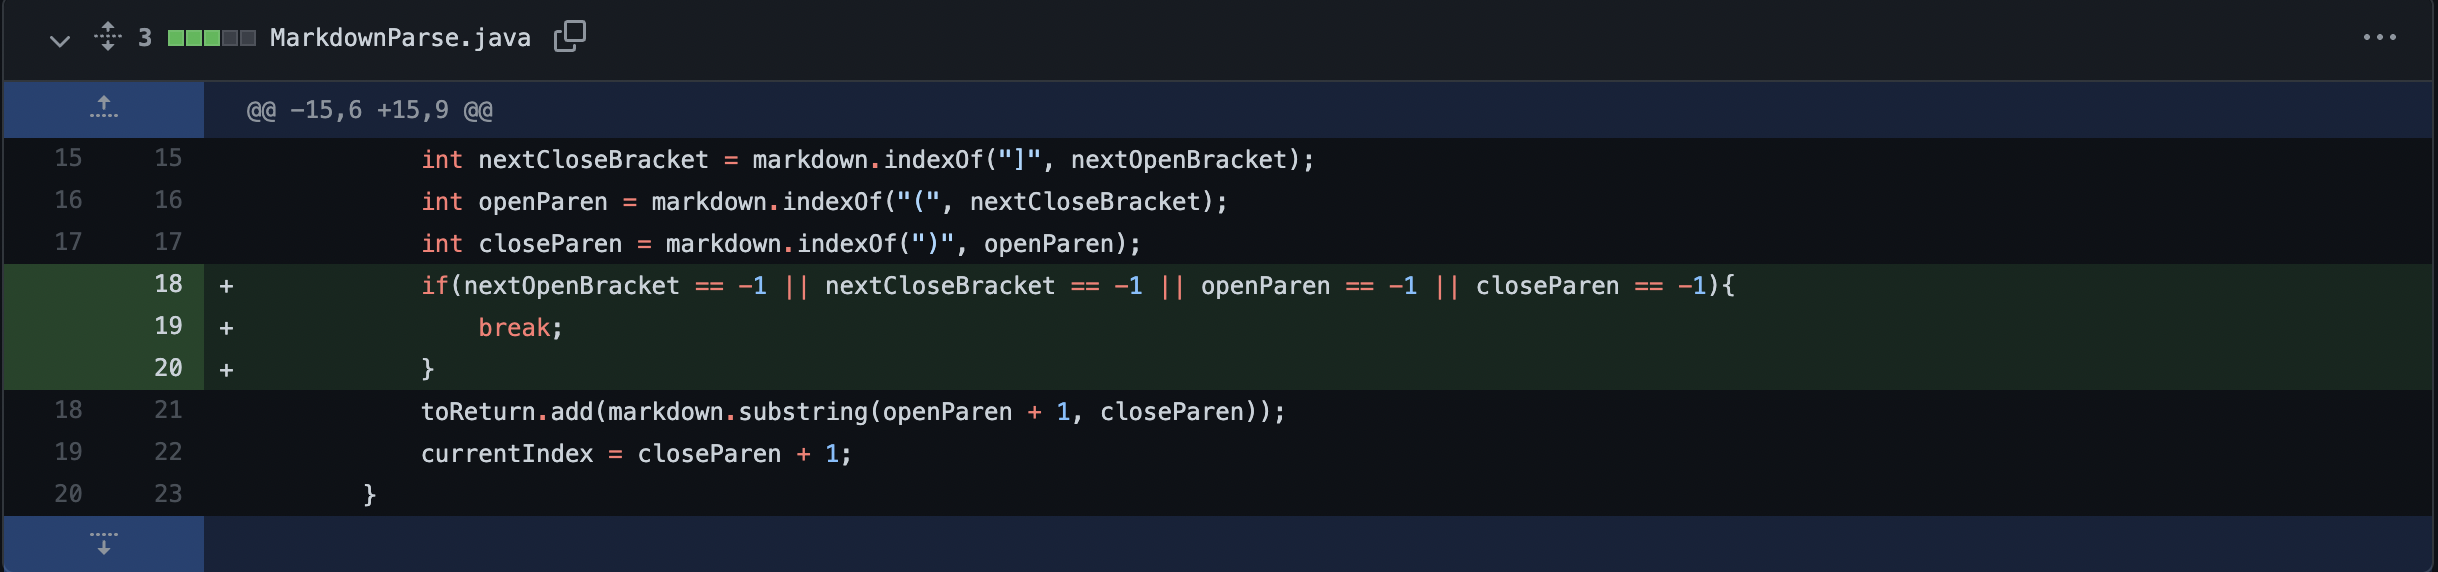 3 MarkdownParse.java
@@ -15,6 +15,9 @@
15 15 int nextCloseBracket = markdown.indexOf("]", nextOpenBracket);
16 16 int openParen = markdown.indexOf("(", nextCloseBracket);
17 17 int closeParen = markdown.indexOf(")", openParen);
18 + if(nextOpenBracket == -1 || nextCloseBracket == -1 || openParen == -1 || closeParen == -1){
19 + break;
20 + }
18 21 toReturn.add(markdown.substring(openParen + 1, closeParen));
19 22 currentIndex = closeParen + 1;
20 23 }